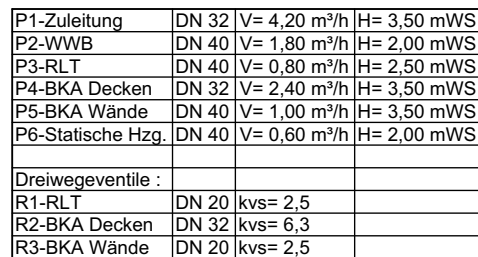 P1-Zuleitung DN 32 V= 4,20 m³/h H= 3,50 mWS
P2-WWB DN 40 V= 1,80 m³/h H= 2,00 mWS
P3-RLT DN 40 V= 0,80 m³/h H= 2,50 mWS
P4-BKA Decken DN 32 V= 2,40 m³/h H= 3,50 mWS
P5-BKA Wände DN 40 V= 1,00 m³/h H= 3,50 mWS
P6-Statische Hzg. DN 40 V= 0,60 m³/h H= 2,00 mWS
Dreiwegeventile :
R1-RLT DN 20 kvs= 2,5
R2-BKA Decken DN 32 kvs= 6,3
R3-BKA Wände DN 20 kvs= 2,5